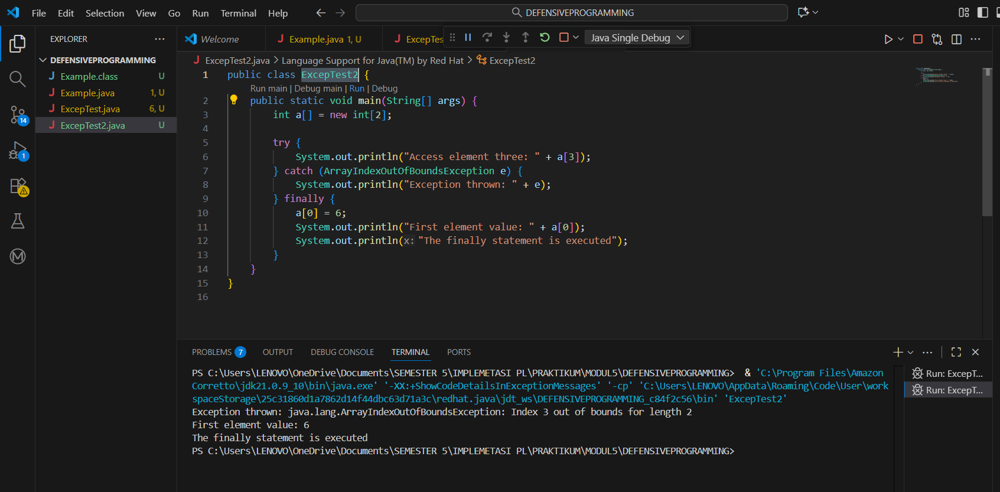 File Edit Selection View Go Run Terminal Help
DEFENSIVEPROGRAMMING
EXPLORER
Welcome
Example.java 1, U
ExcepTes
Java Single Debug
DEFENSIVEPROGRAMMING
Example.class U
Example.java 1, U
ExcepTest.java 6, U
ExcepTest2.java U
14
1
ExcepTest2.java > Language Support for Java(TM) by Red Hat > ExcepTest2
1 public class ExcepTest2 {
Run main | Debug main | Run | Debug
2 public static void main(String[] args) {
3 int a[] = new int[2];
4
5 try {
6 System.out.println("Access element three: " + a[3]);
7 } catch (ArrayIndexOutOfBoundsException e) {
8 System.out.println("Exception thrown: " + e);
9 } finally {
10 a[0] = 6;
11 System.out.println("First element value: " + a[0]);
12 System.out.println(x: "The finally statement is executed");
13 }
14 }
15 }
16
PROBLEMS 7 OUTPUT DEBUG CONSOLE TERMINAL PORTS
PS C:\Users\LENOVO\OneDrive\Documents\SEMESTER 5\IMPLEMETASI PL\PRAKTIKUM\MODUL5\DEFENSIVEPROGRAMMING> & 'C:\Program Files\Amazon
Corretto\jdk21.0.9_10\bin\java.exe' '-XX:+ShowCodeDetailsInExceptionMessages' '-cp' 'C:\Users\LENOVO\AppData\Roaming\Code\User\work
spaceStorage\25c31860d1a7862d14f44dbc63d71a3c\redhat.java\jdt_ws\DEFENSIVEPROGRAMMING_c84f2c56\bin' 'ExcepTest2'
Exception thrown: java.lang.ArrayIndexOutOfBoundsException: Index 3 out of bounds for length 2
First element value: 6
The finally statement is executed
PS C:\Users\LENOVO\OneDrive\Documents\SEMESTER 5\IMPLEMETASI PL\PRAKTIKUM\MODUL5\DEFENSIVEPROGRAMMING>
Run: ExcepT...
Run: ExcepT...